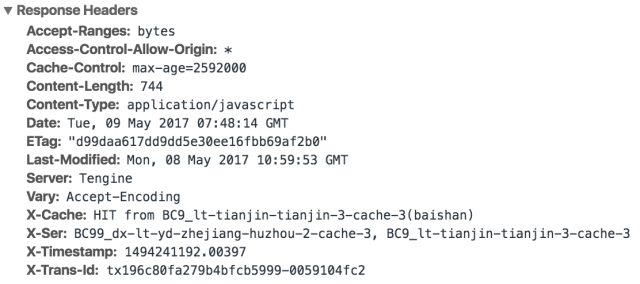 ▼ Response Headers
Accept-Ranges: bytes
Access-Control-Allow-Origin: *
Cache-Control: max-age=2592000
Content-Length: 744
Content-Type: application/javascript
Date: Tue, 09 May 2017 07:48:14 GMT
ETag: "d99daa617dd9dd5e30ee16fbb69af2b0"
Last-Modified: Mon, 08 May 2017 10:59:53 GMT
Server: Tengine
Vary: Accept-Encoding
X-Cache: HIT from BC9_lt-tianjin-tianjin-3-cache-3(baishan)
X-Ser: BC99_dx-lt-yd-zhejiang-huzhou-2-cache-3, BC9_lt-tianjin-tianjin-3-cache-3
X-Timestamp: 1494241192.00397
X-Trans-Id: tx196c80fa279b4bfcb5999-0059104fc2